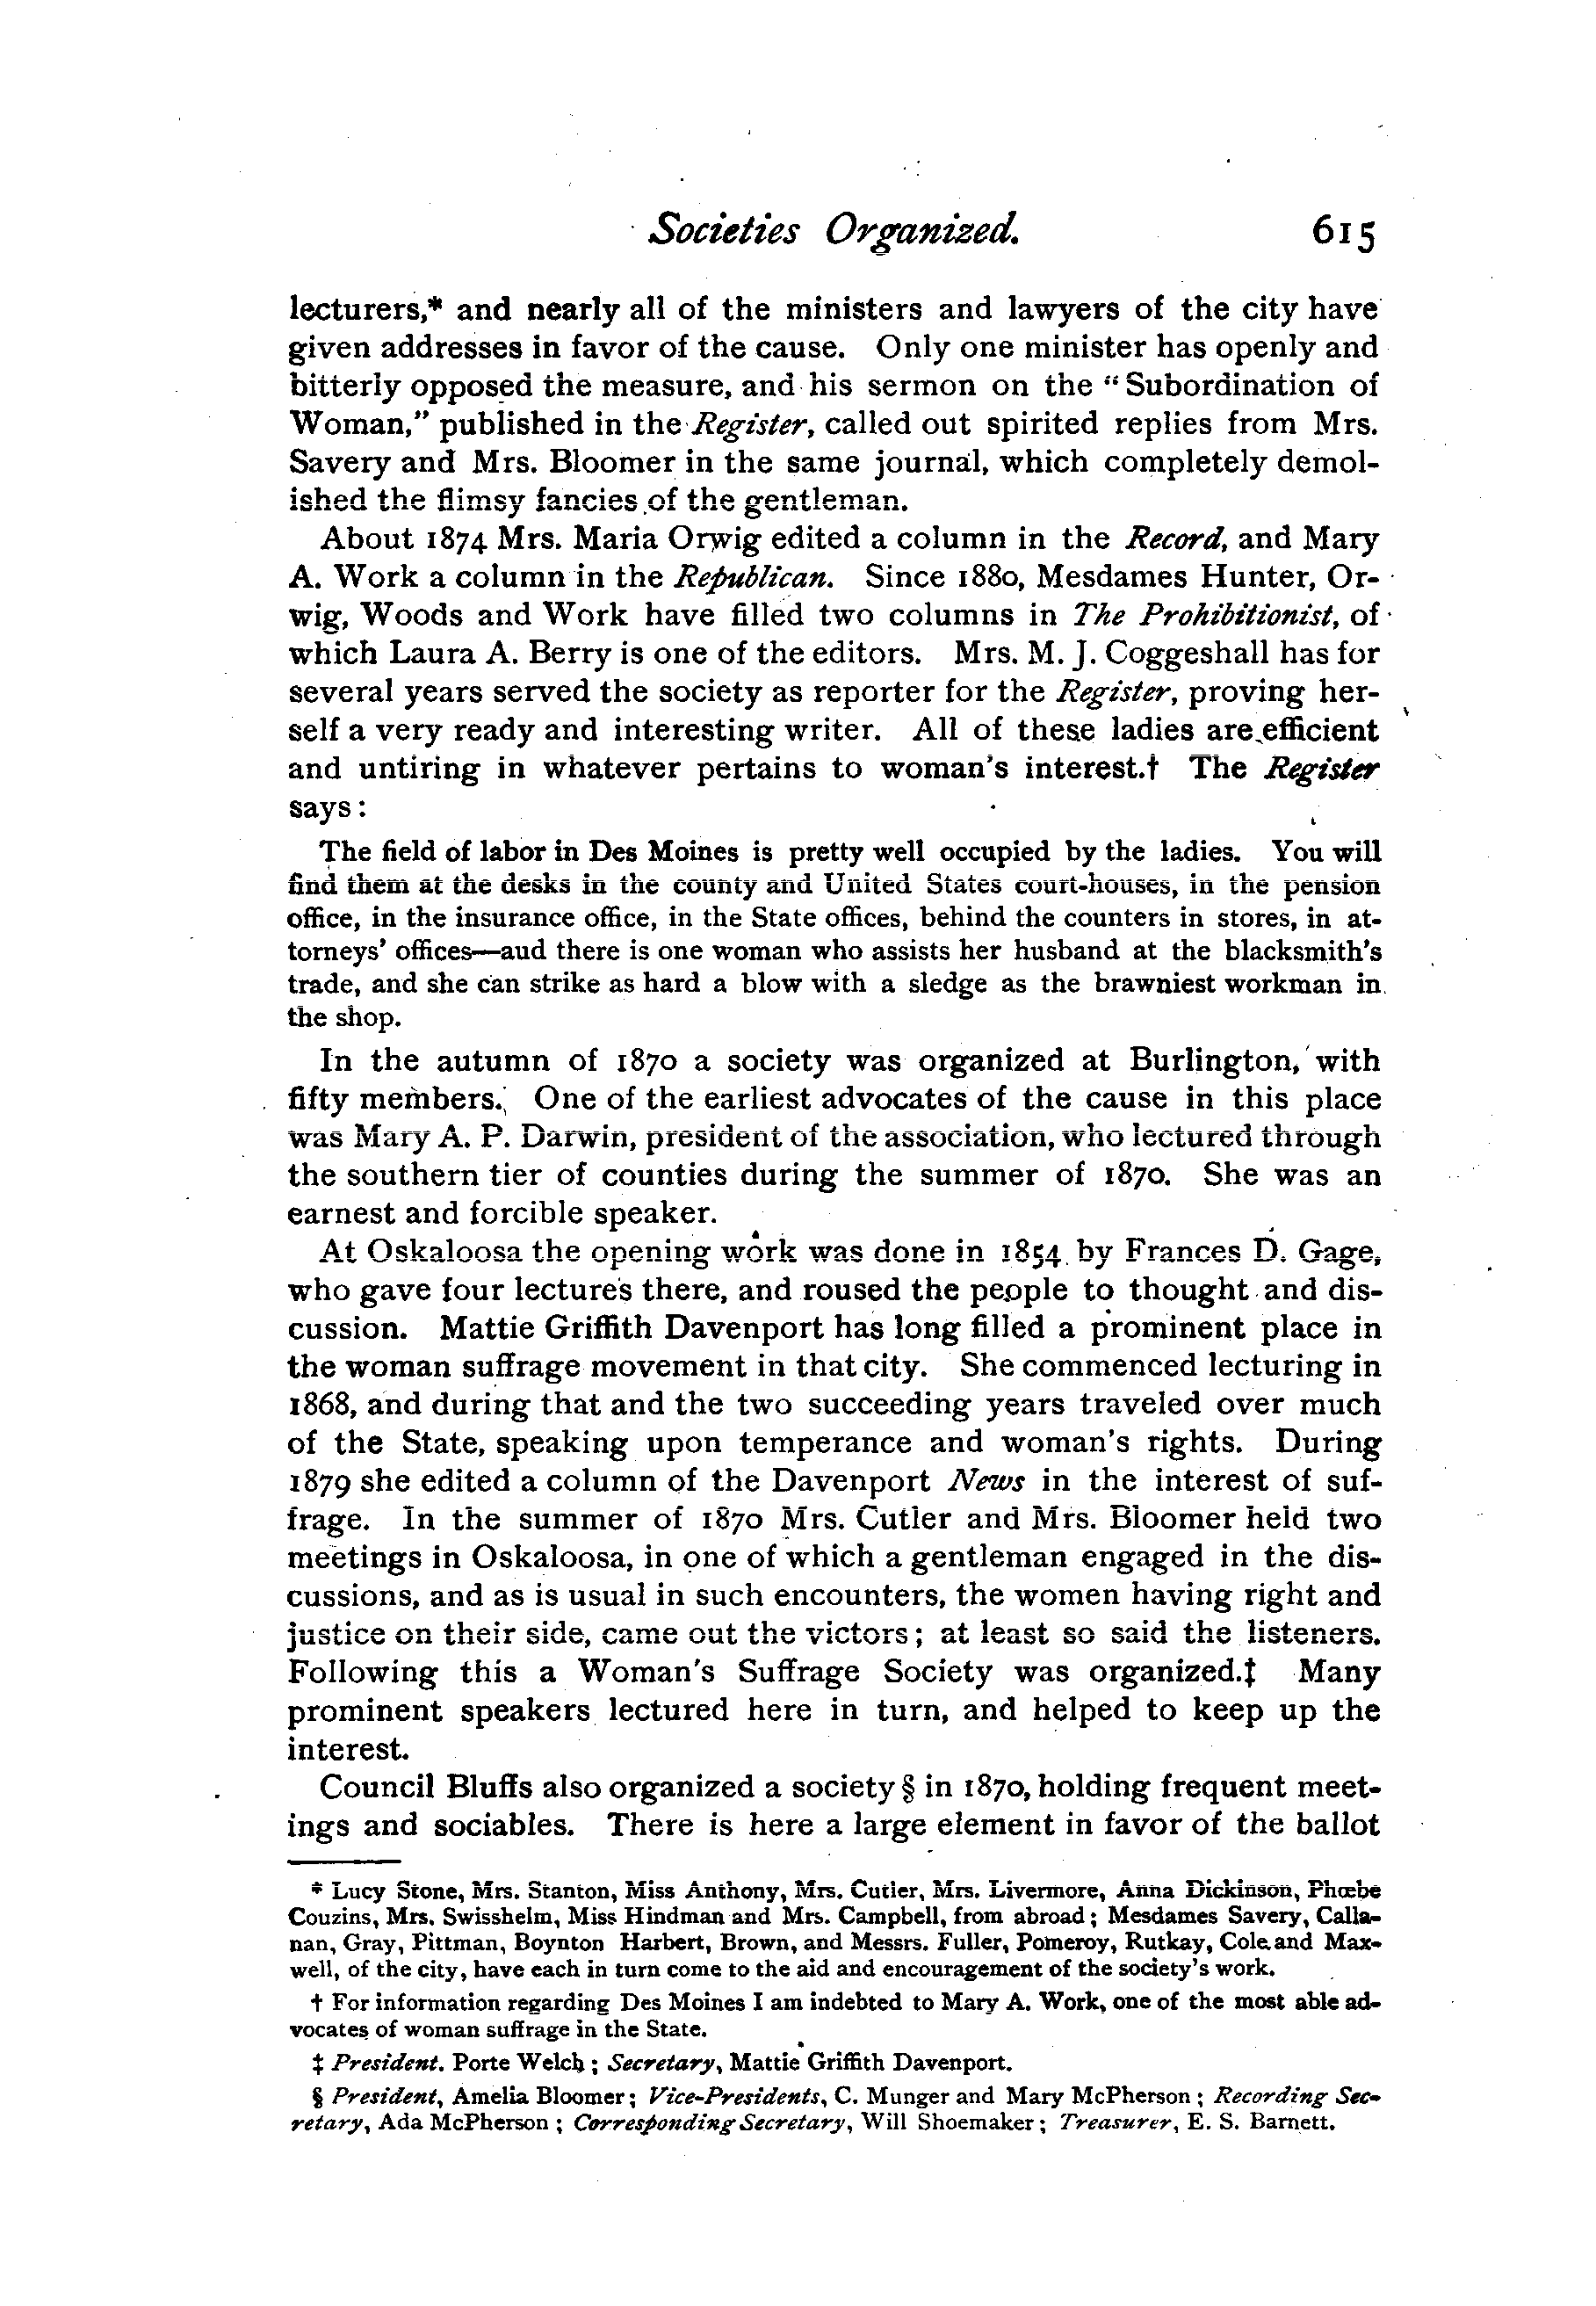 Societies Organized. 615
lecturers,* and nearly all of the ministers and lawyers of the city have
given addresses in favor of the cause. Only one minister has openly and
bitterly opposed the measure, and his sermon on the "Subordination of
Woman," published in the Register, called out spirited replies from Mrs.
Savery and Mrs. Bloomer in the same journal, which completely demol-
ished the flimsy fancies of the gentleman.
About 1874 Mrs. Maria Orwig edited a column in the Record, and Mary
A. Work a column in the Republican. Since 1880, Mesdames Hunter, Or-
wig, Woods and Work have filled two columns in The Prohibitionist, of
which Laura A. Berry is one of the editors. Mrs. M. J. Coggeshall has for
several years served the society as reporter for the Register, proving her-
self a very ready and interesting writer. All of these ladies are efficient
and untiring in whatever pertains to woman's interest.† The Register
says:
The field of labor in Des Moines is pretty well occupied by the ladies. You will
find them at the desks in the county and United States court-houses, in the pension
office, in the insurance office, in the State offices, behind the counters in stores, in at-
torneys' offices—aud there is one woman who assists her husband at the blacksmith's
trade, and she can strike as hard a blow with a sledge as the brawniest workman in
the shop.
In the autumn of 1870 a society was organized at Burlington, with
fifty members. One of the earliest advocates of the cause in this place
was Mary A. P. Darwin, president of the association, who lectured through
the southern tier of counties during the summer of 1870. She was an
earnest and forcible speaker.
At Oskaloosa the opening work was done in 1854 by Frances D. Gage,
who gave four lectures there, and roused the people to thought and dis-
cussion. Mattie Griffith Davenport has long filled a prominent place in
the woman suffrage movement in that city. She commenced lecturing in
1868, and during that and the two succeeding years traveled over much
of the State, speaking upon temperance and woman's rights. During
1879 she edited a column of the Davenport News in the interest of suf-
frage. In the summer of 1870 Mrs. Cutler and Mrs. Bloomer held two
meetings in Oskaloosa, in one of which a gentleman engaged in the dis-
cussions, and as is usual in such encounters, the women having right and
justice on their side, came out the victors; at least so said the listeners.
Following this a Woman's Suffrage Society was organized.‡ Many
prominent speakers lectured here in turn, and helped to keep up the
interest.
Council Bluffs also organized a society § in 1870, holding frequent meet-
ings and sociables. There is here a large element in favor of the ballot
* Lucy Stone, Mrs. Stanton, Miss Anthony, Mrs. Cutler, Mrs. Livermore, Anna Dickinson, Phœbe
Couzins, Mrs. Swisshelm, Miss Hindman and Mrs. Campbell, from abroad; Mesdames Savery, Calla-
nan, Gray, Pittman, Boynton Harbert, Brown, and Messrs. Fuller, Pomeroy, Rutkay, Cole and Max-
well, of the city, have each in turn come to the aid and encouragement of the society's work.
† For information regarding Des Moines I am indebted to Mary A. Work, one of the most able ad-
vocates of woman suffrage in the State.
‡ President. Porte Welch; Secretary, Mattie Griffith Davenport.
§ President, Amelia Bloomer; Vice-Presidents, C. Munger and Mary McPherson; Recording Sec-
retary, Ada McPherson; Corresponding Secretary, Will Shoemaker; Treasurer, E. S. Barnett.